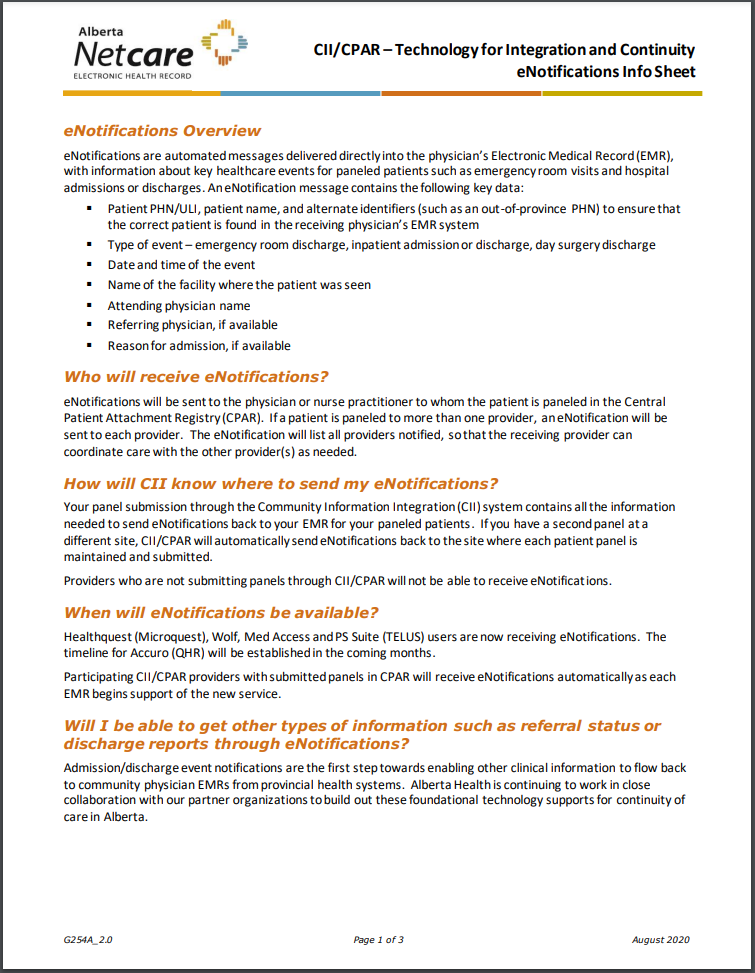 Alberta
Netcare
ELECTRONIC HEALTH RECORD
CII/CPAR – Technology for Integration and Continuity
eNotifications Info Sheet
eNotifications Overview
eNotifications are automated messages delivered directly into the physician's Electronic Medical Record (EMR),
with information about key healthcare events for paneled patients such as emergency room visits and hospital
admissions or discharges. An eNotification message contains the following key data:
▪ Patient PHN/ULI, patient name, and alternate identifiers (such as an out-of-province PHN) to ensure that
the correct patient is found in the receiving physician's EMR system
▪ Type of event – emergency room discharge, inpatient admission or discharge, day surgery discharge
▪ Date and time of the event
▪ Name of the facility where the patient was seen
▪ Attending physician name
▪ Referring physician, if available
▪ Reason for admission, if available
Who will receive eNotifications?
eNotifications will be sent to the physician or nurse practitioner to whom the patient is paneled in the Central
Patient Attachment Registry (CPAR). If a patient is paneled to more than one provider, an eNotification will be
sent to each provider. The eNotification will list all providers notified, so that the receiving provider can
coordinate care with the other provider(s) as needed.
How will CII know where to send my eNotifications?
Your panel submission through the Community Information Integration (CII) system contains all the information
needed to send eNotifications back to your EMR for your paneled patients. If you have a second panel at a
different site, CII/CPAR will automatically send eNotifications back to the site where each patient panel is
maintained and submitted.
Providers who are not submitting panels through CII/CPAR will not be able to receive eNotifications.
When will eNotifications be available?
Healthquest (Microquest), Wolf, Med Access and PS Suite (TELUS) users are now receiving eNotifications. The
timeline for Accuro (QHR) will be established in the coming months.
Participating CII/CPAR providers with submitted panels in CPAR will receive eNotifications automatically as each
EMR begins support of the new service.
Will I be able to get other types of information such as referral status or
discharge reports through eNotifications?
Admission/discharge event notifications are the first step towards enabling other clinical information to flow back
to community physician EMRs from provincial health systems. Alberta Health is continuing to work in close
collaboration with our partner organizations to build out these foundational technology supports for continuity of
care in Alberta.
G254A_2.0
Page 1 of 3
August 2020